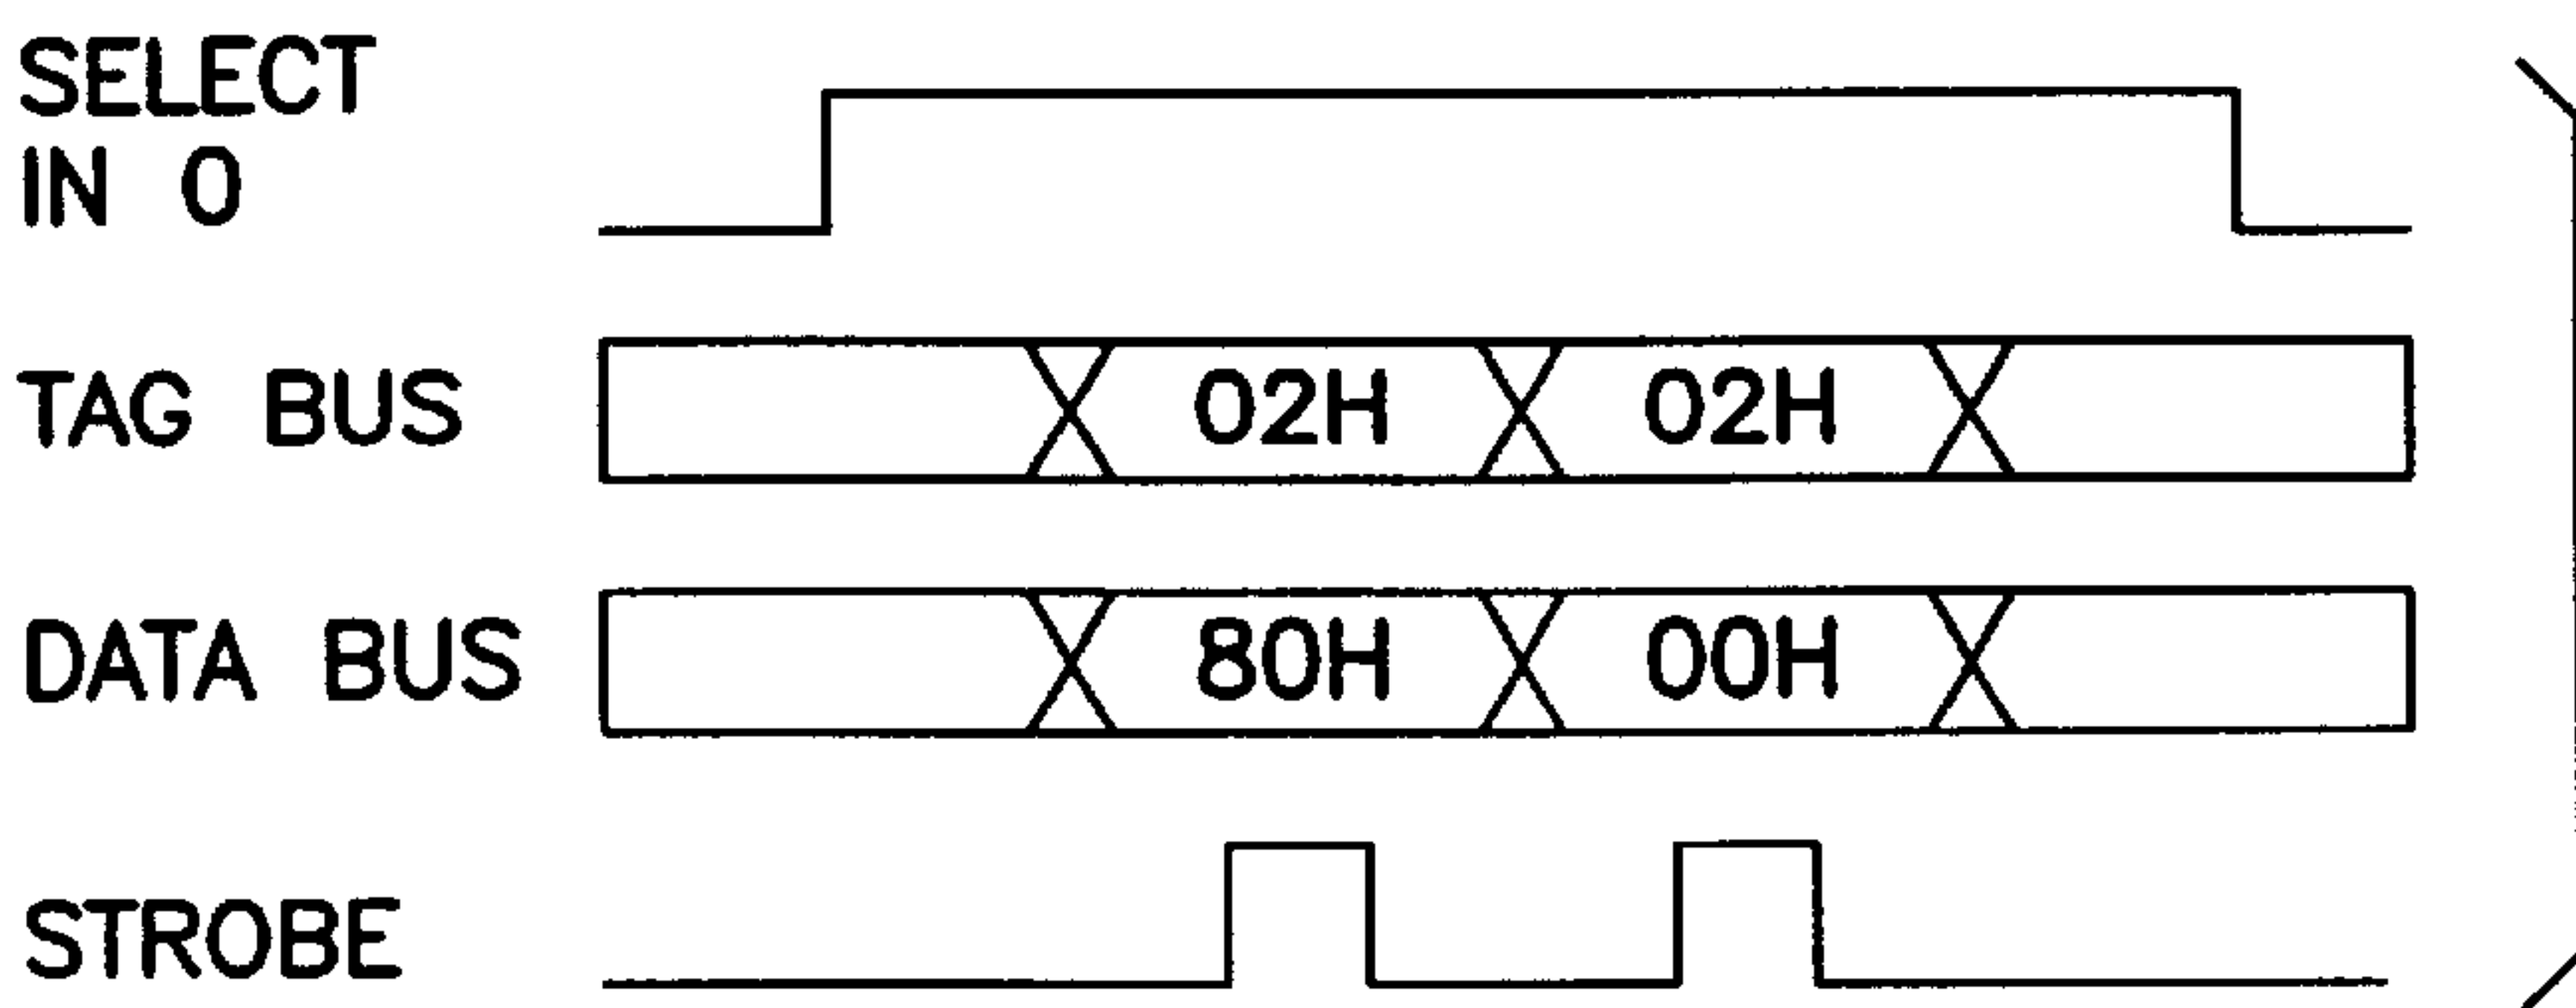 SELECT
IN 0
TAG BUS
02H
02H
DATA BUS
80H
00H
STROBE